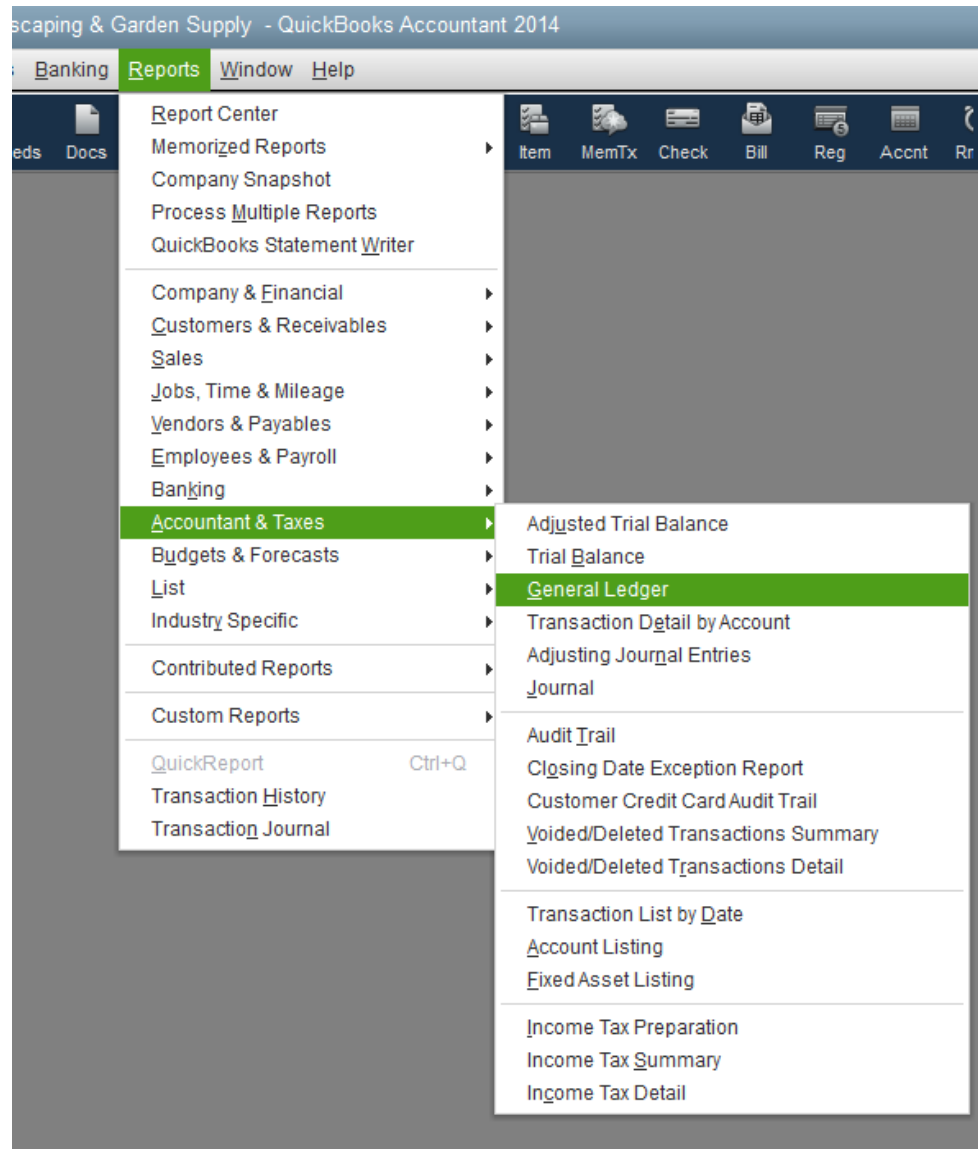 scaping & Garden Supply - QuickBooks Accountant 2014
Banking Reports Window Help
eds Docs Item MemTx Check Bill Reg Accnt Rr
Report Center
Memorized Reports
Company Snapshot
Process Multiple Reports
QuickBooks Statement Writer
Company & Financial
Customers & Receivables
Sales
Jobs, Time & Mileage
Vendors & Payables
Employees & Payroll
Banking
Accountant & Taxes
Budgets & Forecasts
List
Industry Specific
Contributed Reports
Custom Reports
QuickReport Ctrl+Q
Transaction History
Transaction Journal
Adjusted Trial Balance
Trial Balance
General Ledger
Transaction Detail by Account
Adjusting Journal Entries
Journal
Audit Trail
Closing Date Exception Report
Customer Credit Card Audit Trail
Voided/Deleted Transactions Summary
Voided/Deleted Transactions Detail
Transaction List by Date
Account Listing
Fixed Asset Listing
Income Tax Preparation
Income Tax Summary
Income Tax Detail